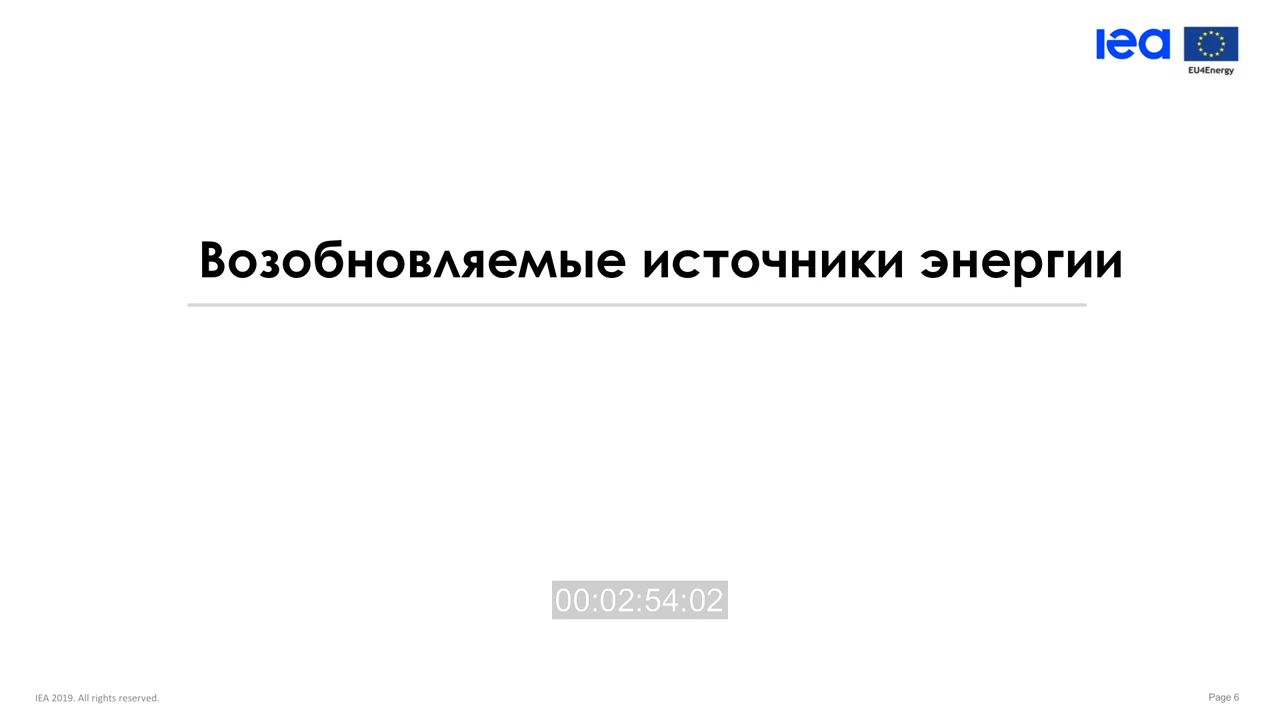 iea
EU4Energy
Возобновляемые источники энергии
00:02:54:02
IEA 2019. All rights reserved.
Page 6